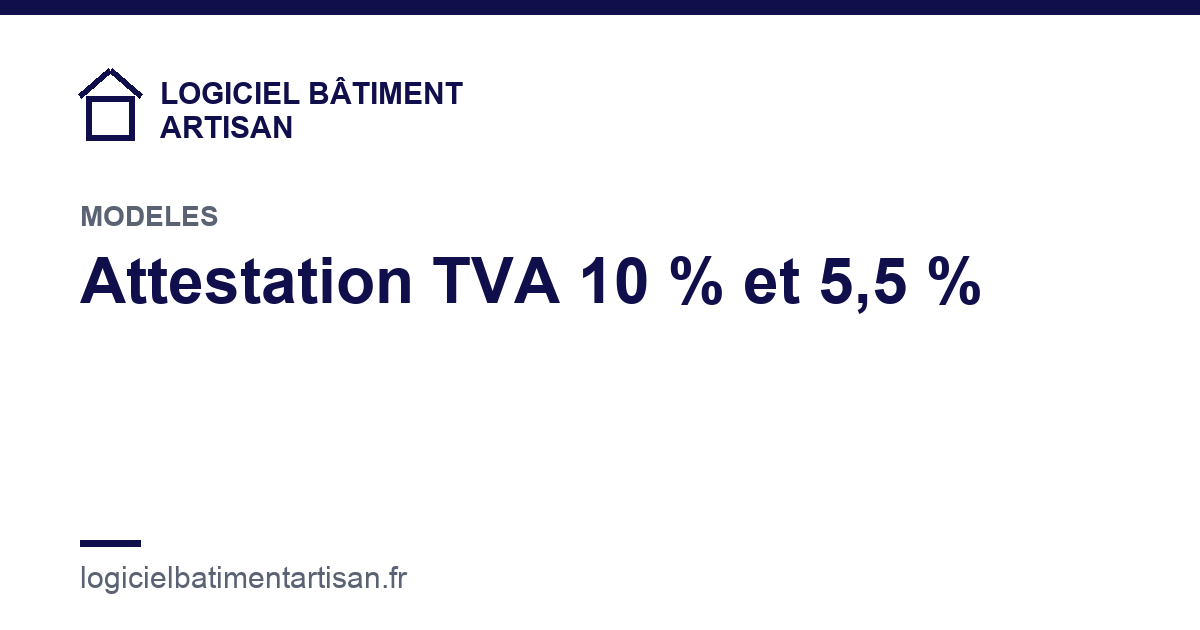 LOGICIEL BÂTIMENT
ARTISAN
MODELES
Attestation TVA 10 % et 5,5 %
logicielbatimentartisan.fr